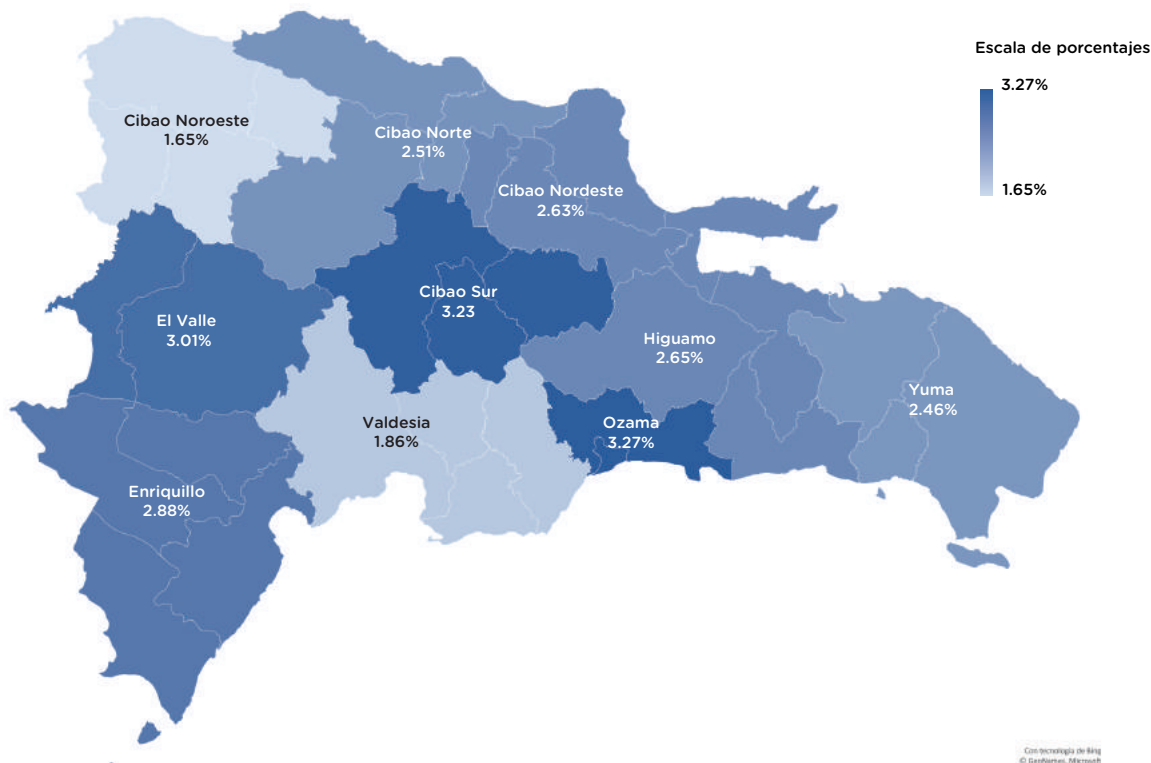 Escala de porcentajes
3.27%
1.65%
Cibao Noroeste
1.65%
Cibao Norte
2.51%
Cibao Nordeste
2.63%
Cibao Sur
3.23
El Valle
3.01%
Higuamo
2.65%
Yuma
2.46%
Valdesia
1.86%
Ozama
3.27%
Enriquillo
2.88%
Con tecnología de Bing
© GeoNames, Microsoft